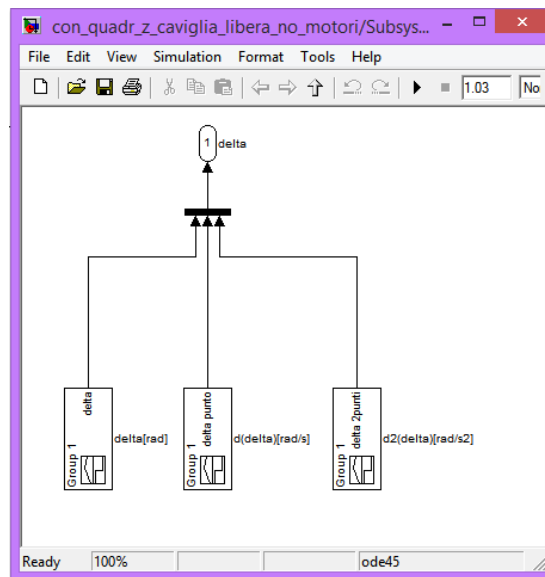 con_quadr_z_caviglia_libera_no_motori/Subsys...
File Edit View Simulation Format Tools Help
1.03 No
1 delta
Group 1 delta
delta[rad]
Group 1 delta punto
d(delta)[rad/s]
Group 1 delta 2punti
d2(delta)[rad/s2]
Ready 100% ode45